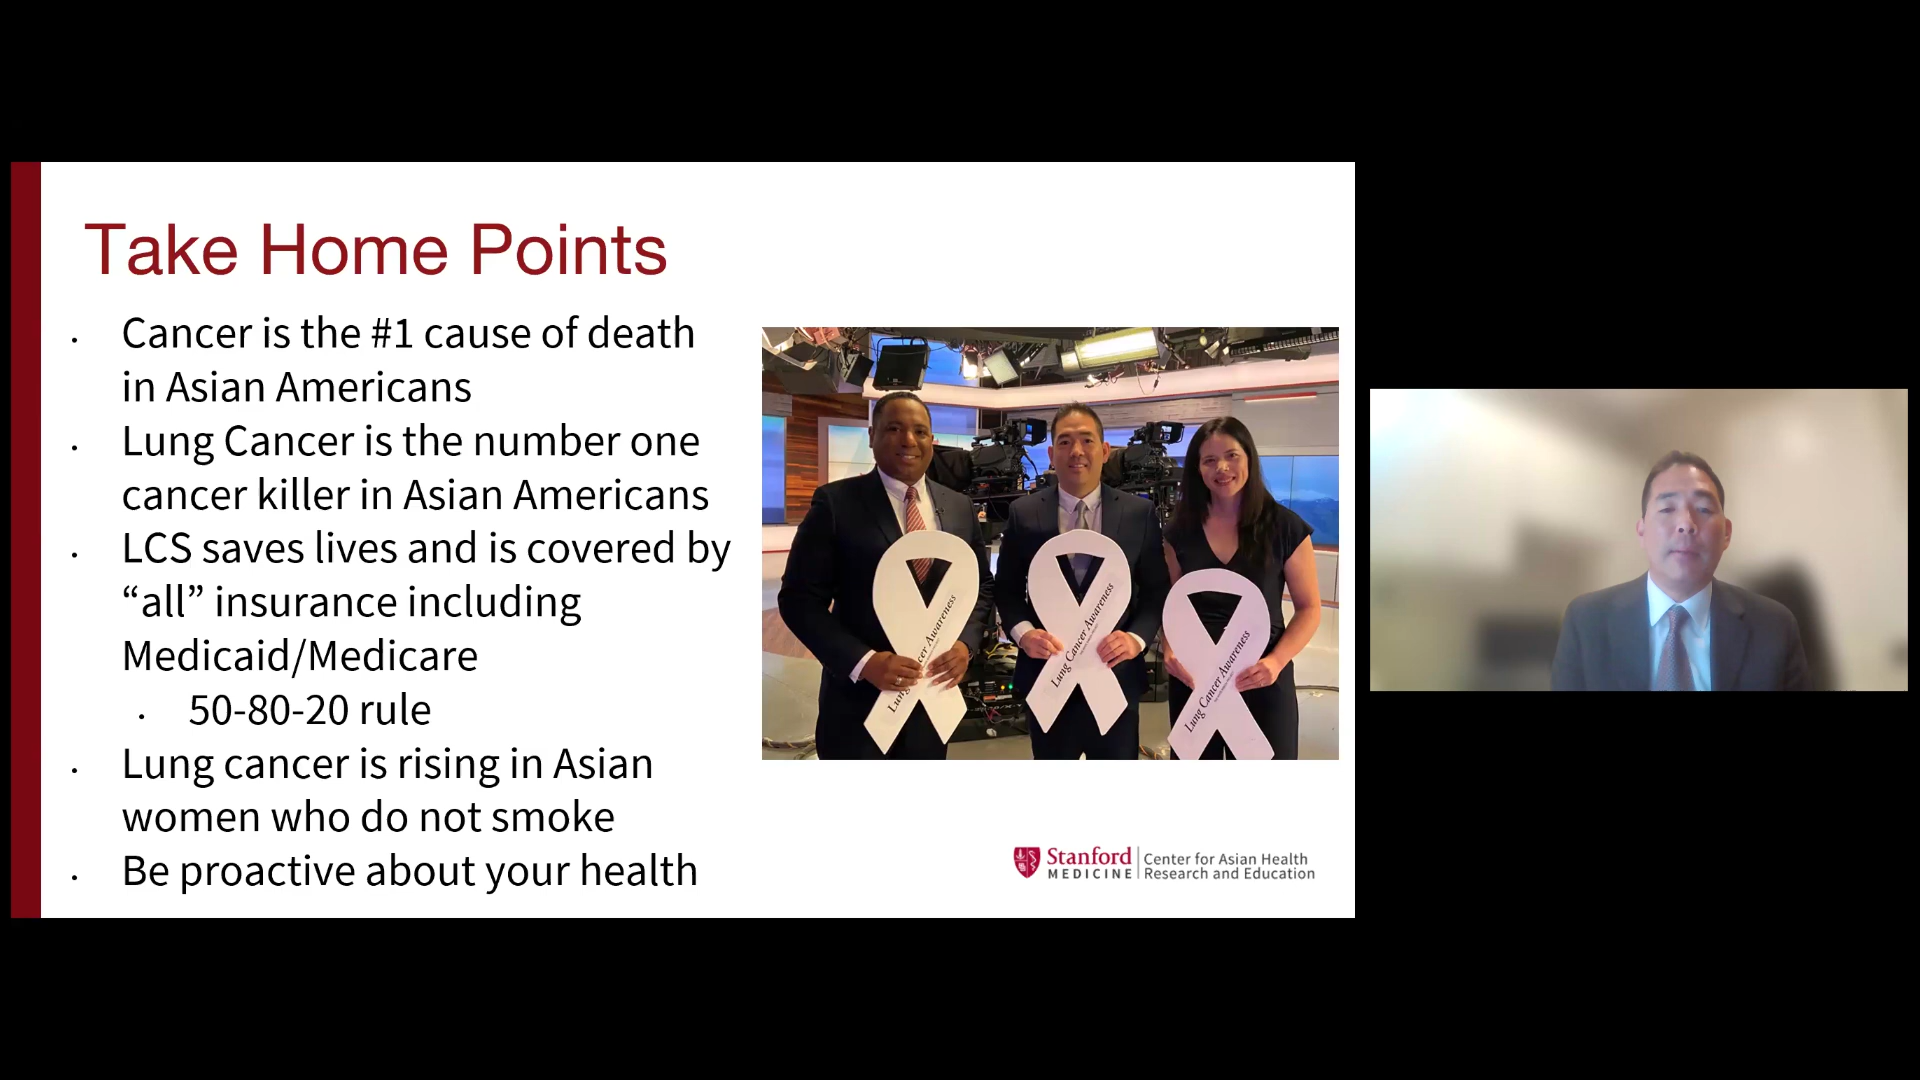 Take Home Points
• Cancer is the #1 cause of death
in Asian Americans
• Lung Cancer is the number one
cancer killer in Asian Americans
• LCS saves lives and is covered by
“all” insurance including
Medicaid/Medicare
• 50-80-20 rule
• Lung cancer is rising in Asian
women who do not smoke
• Be proactive about your health
Lung cer Awareness
Lung Cancer Awareness
Lung Cancer Awareness
Stanford
MEDICINE
Center for Asian Health
Research and Education